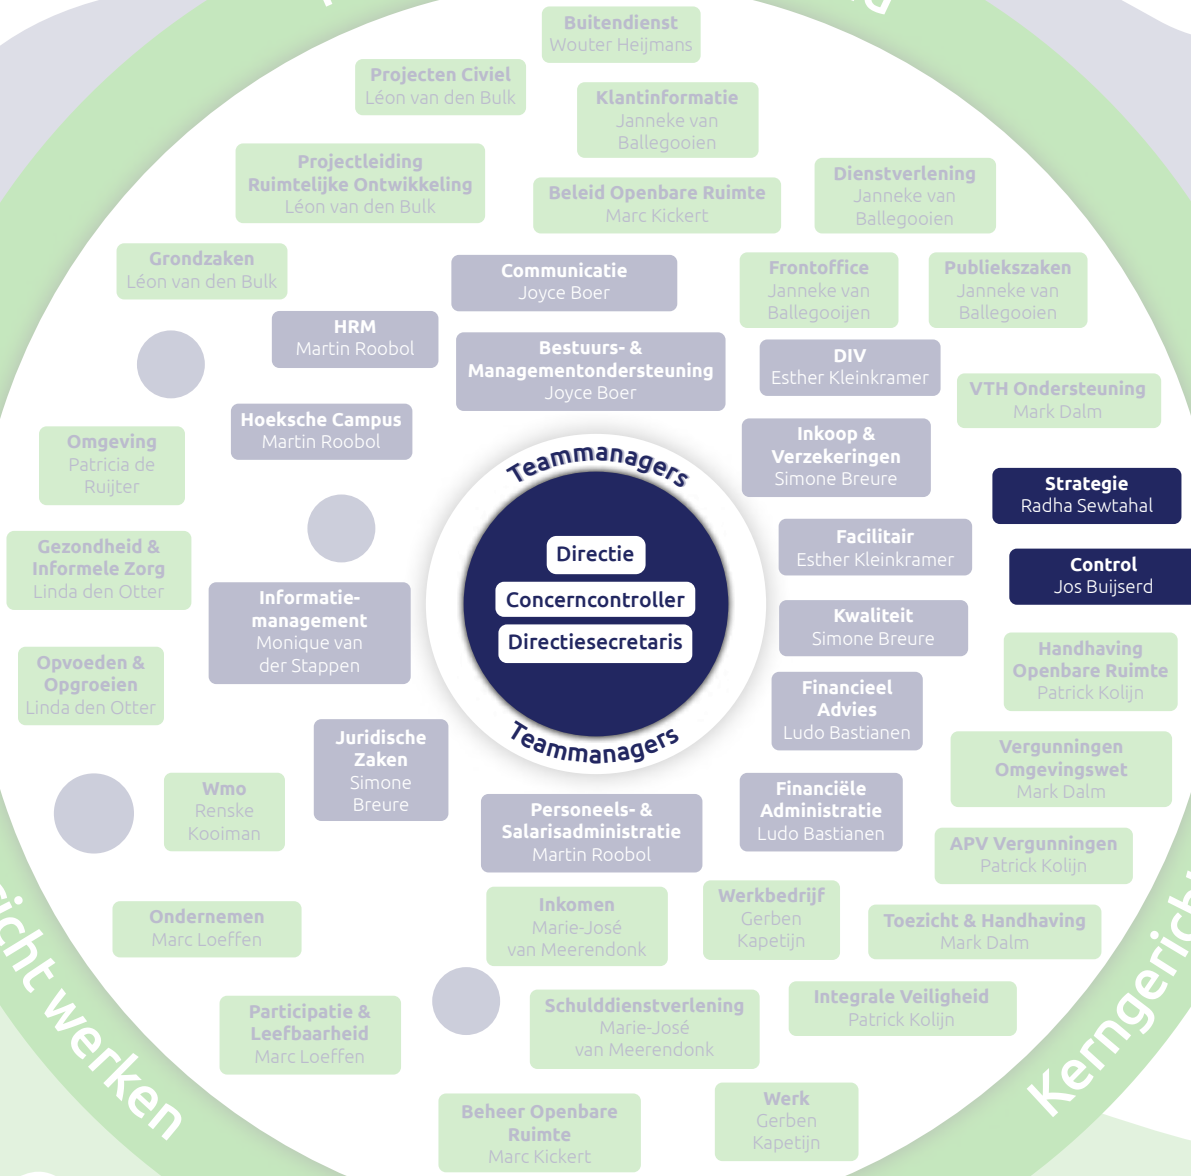 Buitendienst
Wouter Heijmans
Projecten Civiel
Léon van den Bulk
Klantinformatie
Janneke van
Ballegooien
Projectleiding
Ruimtelijke Ontwikkeling
Léon van den Bulk
Beleid Openbare Ruimte
Marc Kickert
Dienstverlening
Janneke van
Ballegooien
Grondzaken
Léon van den Bulk
Communicatie
Joyce Boer
Frontoffice
Janneke van
Ballegooijen
Publiekszaken
Janneke van
Ballegooien
HRM
Martin Roobol
Bestuurs- &
Managementondersteuning
Joyce Boer
DIV
Esther Kleinkramer
VTH Ondersteuning
Mark Dalm
Hoeksche Campus
Martin Roobol
Omgeving
Patricia de
Ruijter
Inkoop &
Verzekeringen
Simone Breure
Teammanagers
Strategie
Radha Sewtahal
Gezondheid &
Informele Zorg
Linda den Otter
Facilitair
Esther Kleinkramer
Directie
Concerncontroller
Directiesecretaris
Control
Jos Buijserd
Informatie-
management
Monique van
der Stappen
Kwaliteit
Simone Breure
Opvoeden &
Opgroeien
Linda den Otter
Handhaving
Openbare Ruimte
Patrick Kolijn
Financieel
Advies
Ludo Bastianen
Teammanagers
Juridische
Zaken
Simone
Breure
Vergunningen
Omgevingswet
Mark Dalm
Wmo
Renske
Kooiman
Financiële
Administratie
Ludo Bastianen
Personeels- &
Salarisadministratie
Martin Roobol
APV Vergunningen
Patrick Kolijn
Ondernemen
Marc Loeffen
Inkomen
Marie-José
van Meerendonk
Werkbedrijf
Gerben
Kapetijn
Toezicht & Handhaving
Mark Dalm
Participatie &
Leefbaarheid
Marc Loeffen
Schulddienstverlening
Marie-José
van Meerendonk
Integrale Veiligheid
Patrick Kolijn
Beheer Openbare
Ruimte
Marc Kickert
Werk
Gerben
Kapetijn
werken